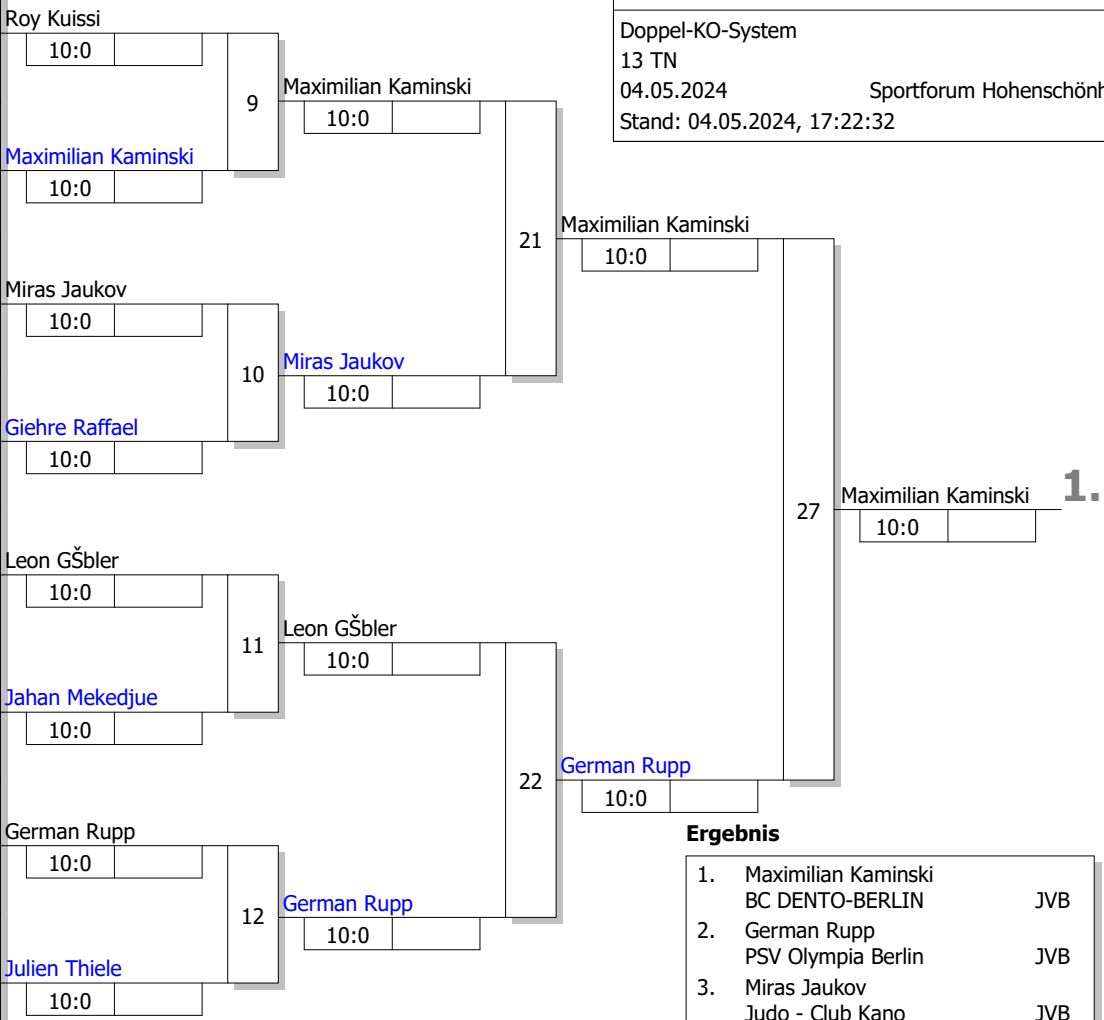 Doppel-KO-System
13 TN
04.05.2024 Sportforum Hohenschönh
Stand: 04.05.2024, 17:22:32
Roy Kuissi
10:0
9
Maximilian Kaminski
10:0
Maximilian Kaminski
10:0
21
Maximilian Kaminski
10:0
Miras Jaukov
10:0
10
Miras Jaukov
10:0
Giehre Raffael
10:0
27
Maximilian Kaminski 1.
10:0
Leon GŠbler
10:0
11
Leon GŠbler
10:0
Jahan Mekedjue
10:0
22
German Rupp
10:0
German Rupp
10:0
12
German Rupp
10:0
Julien Thiele
10:0
Ergebnis
1. Maximilian Kaminski
BC DENTO-BERLIN JVB
2. German Rupp
PSV Olympia Berlin JVB
3. Miras Jaukov
Judo - Club Kano JVB